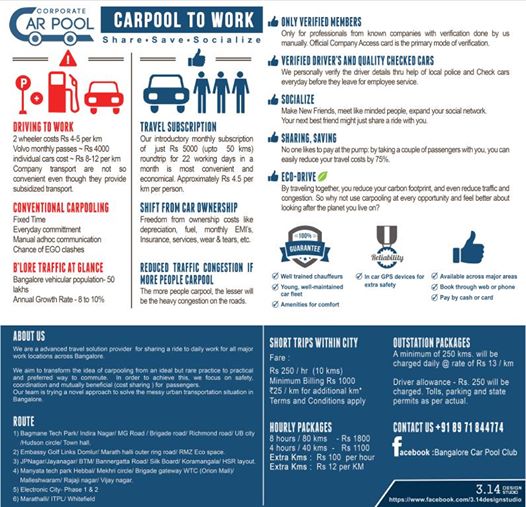 CORPORATE
CAR POOL
CARPOOL TO WORK
Share•Save•Socialize
DRIVING TO WORK
2 wheeler costs Rs 4-5 per km
Volvo monthly passes ~ Rs 4000
individual cars cost ~ Rs 8-12 per km
Company transport are not so
convenient even though they provide
subsidized transport.
CONVENTIONAL CARPOOLING
Fixed Time
Everyday committment
Manual adhoc communication
Chance of EGO clashes
B'LORE TRAFFIC AT GLANCE
Bangalore vehicular population- 50
lakhs
Annual Growth Rate - 8 to 10%
TRAVEL SUBSCRIPTION
Our introductory monthly subscription
of just Rs 5000 (upto 50 kms)
roundtrip for 22 working days in a
month is most convenient and
economical. Approximately Rs 4.5 per
km per person.
SHIFT FROM CAR OWNERSHIP
Freedom from ownership costs like
depreciation, fuel, monthly EMI's,
Insurance, services, wear & tears, etc.
REDUCED TRAFFIC CONGESTION IF
MORE PEOPLE CARPOOL
The more people carpool, the lesser will
be the heavy congestion on the roads.
ONLY VERIFIED MEMBERS
Only for professionals from known companies with verification done by us
manually. Official Company Access card is the primary mode of verification.
VERIFIED DRIVER'S AND QUALITY CHECKED CARS
We personally verify the driver details thru help of local police and Check cars
everyday before they leave for employee service.
SOCIALIZE
Make New Friends, meet like minded people, expand your social network.
Your next best friend might just share a ride with you.
SHARING, SAVING
No one likes to pay at the pump: by taking a couple of passengers with you, you can
easily reduce your travel costs by 75%.
ECO-DRIVE
By traveling together, you reduce your carbon footprint, and even reduce traffic and
congestion. So why not use carpooling at every opportunity and feel better about
looking after the planet you live on?
100%
GUARANTEE
Reliability
Well trained chauffeurs
Young, well-maintained
car fleet
Amenities for comfort
In car GPS devices for
extra safety
Available across major areas
Book through web or phone
Pay by cash or card
ABOUT US
We are a advanced travel solution provider for sharing a ride to daily work for all major
work locations across Bangalore.
We aim to transform the idea of carpooling from an ideal but rare practice to practical
and preferred way to commute. In order to achieve this, we focus on safety,
coordination and mutualy beneficial (cost sharing ) for passengers.
Our team is trying a novel approach to solve the messy urban transportation situation in
Bangalore.
ROUTE
1) Bagmane Tech Park/ Indira Nagar/ MG Road / Brigade road/ Richmond road/ UB city
/Hudson circle/ Town hall.
2) Embassy Golf Links Domlur/ Marath halli outer ring road/ RMZ Eco space.
3) JPNagar/Jayanagar/ BTM/ Bannergatta Road/ Silk Board/ Koramangala/ HSR layout.
4) Manyata tech park Hebbal/ Mekhri circle/ Brigade gateway WTC (Orion Mall)/
Malleshwaram/ Rajaji nagar/ Vijay nagar.
5) Electronic City- Phase 1 & 2
6) Marathalli/ ITPL/ Whitefield
SHORT TRIPS WITHIN CITY
Fare :
Rs 250 / hr (10 kms)
Minimum Billing Rs 1000
₹25 / km for additional km*
Terms and Conditions apply
HOURLY PACKAGES
8 hours / 80 kms - Rs 1800
4 hours / 40 kms - Rs 1100
Extra Kms : Rs 100 per hour
Extra Kms : Rs 12 per KM
OUTSTATION PACKAGES
A minimum of 250 kms. will be
charged daily @ rate of Rs 13 / km
Driver allowance - Rs. 250 will be
charged. Tolls, parking and state
permits as per actual.
CONTACT US +91 89 71 844774
facebook :Bangalore Car Pool Club
3.14 DESIGN STUDIO
https://www.facebook.com/3.14designstudio